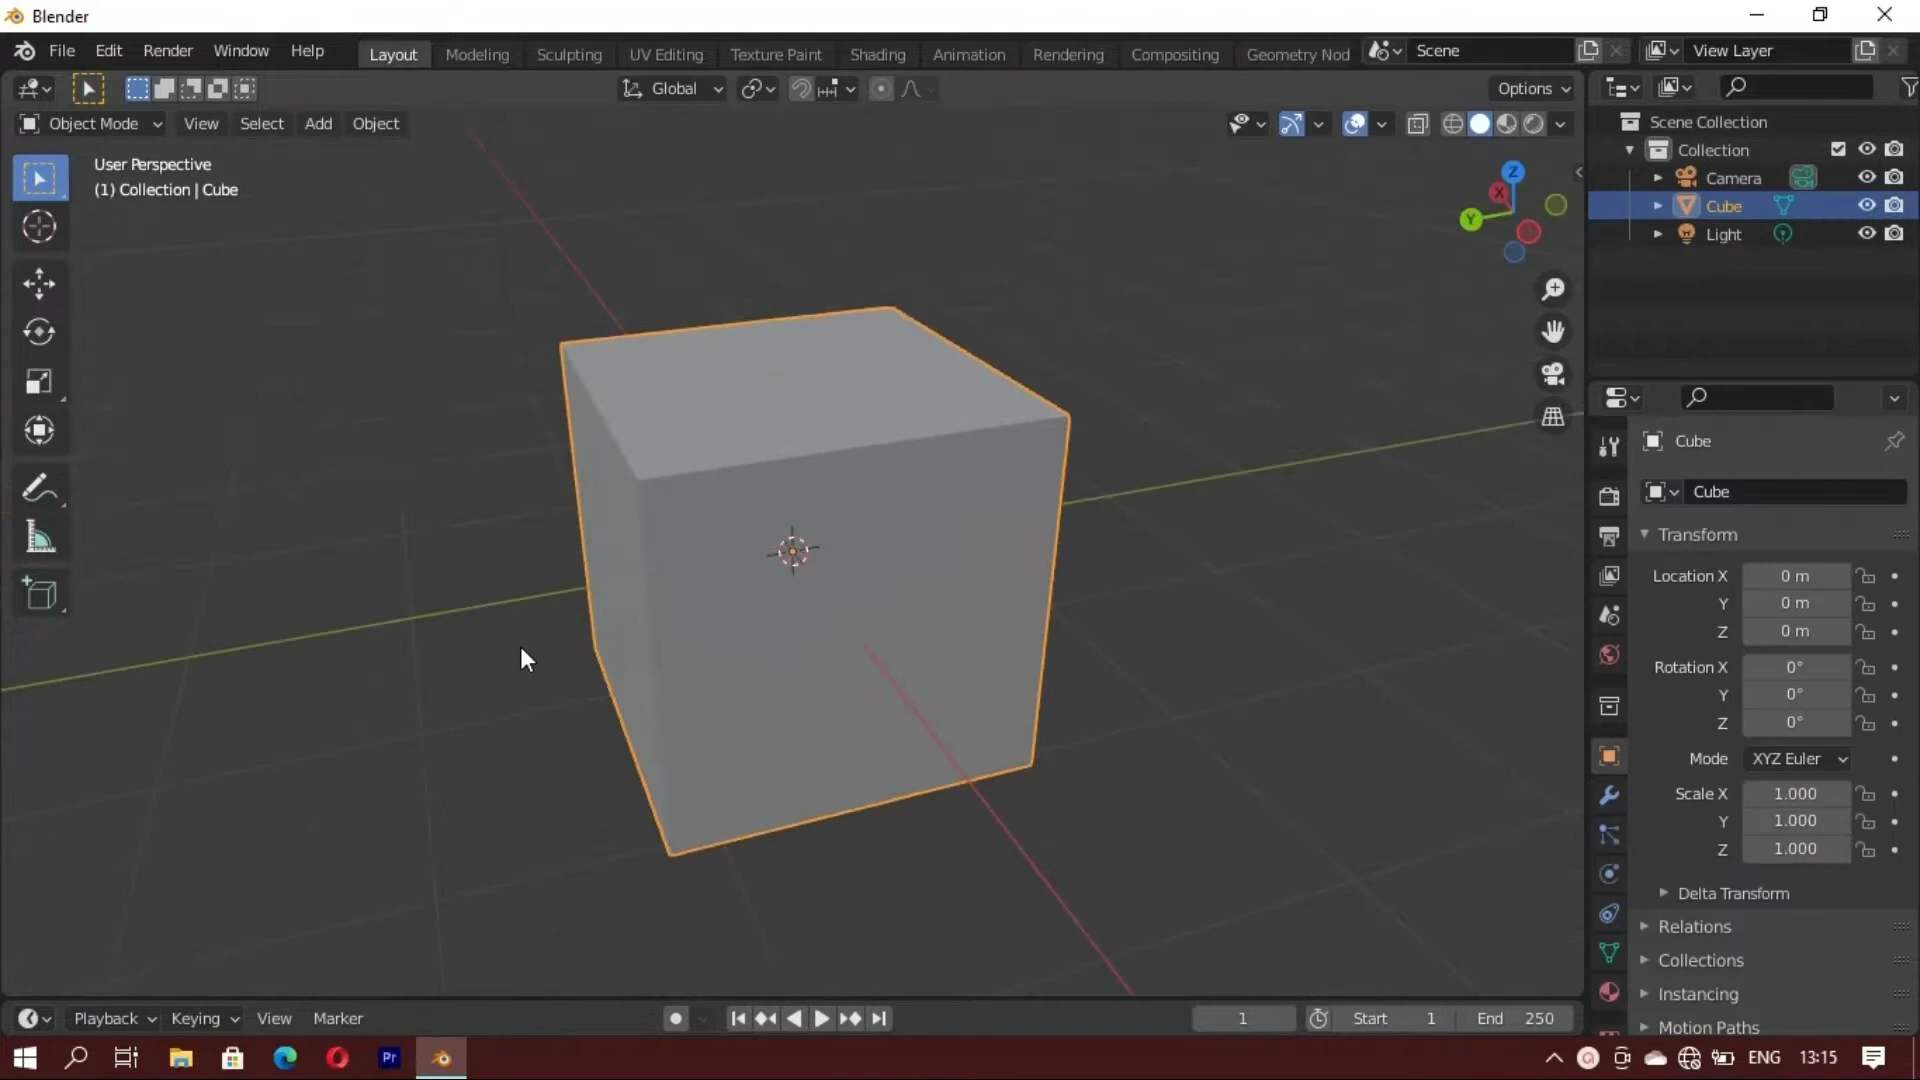 Blender
File Edit Render Window Help Layout Modeling Sculpting UV Editing Texture Paint Shading Animation Rendering Compositing Geometry Nod Scene View Layer
Global Options
Object Mode View Select Add Object
User Perspective
(1) Collection | Cube
Z
X
Y
Scene Collection
Collection
Camera
Cube
Light
Cube
Cube
Transform
Location X 0 m
Y 0 m
Z 0 m
Rotation X 0°
Y 0°
Z 0°
Mode XYZ Euler
Scale X 1.000
Y 1.000
Z 1.000
Delta Transform
Relations
Collections
Instancing
Motion Paths
Playback Keying View Marker 1 Start 1 End 250
Pr ENG 13:15